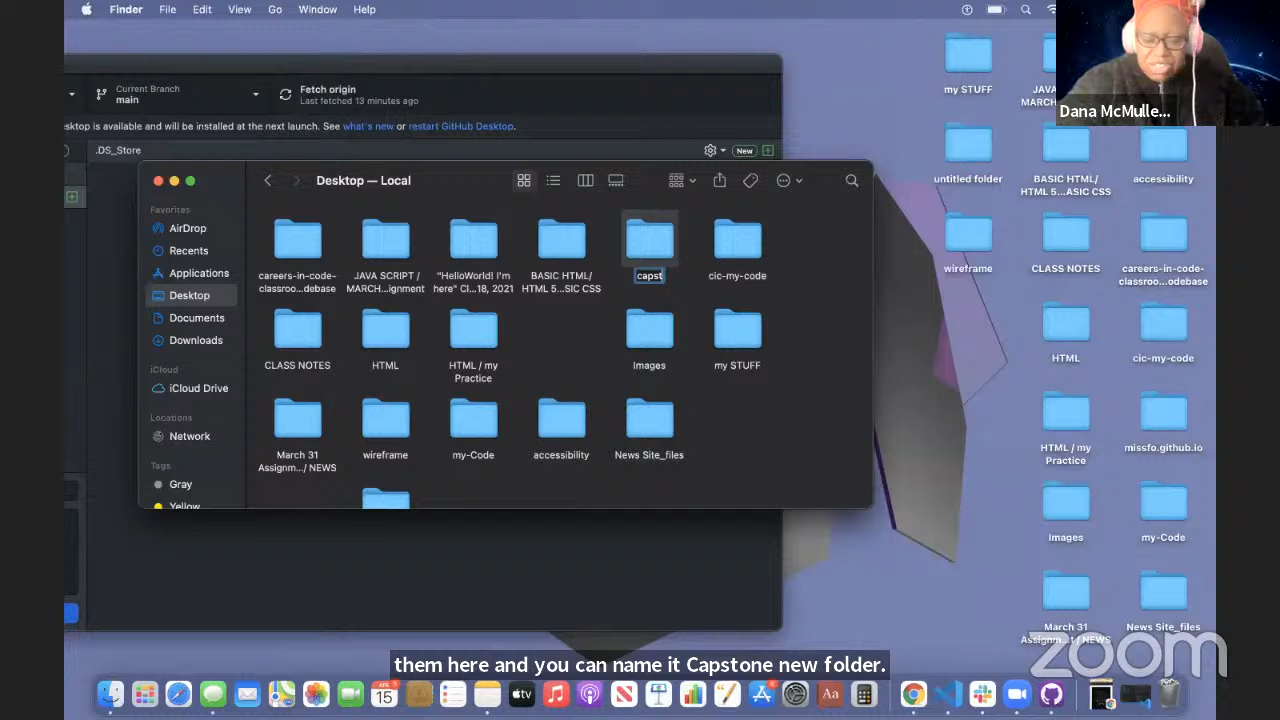 Finder File Edit View Go Window Help
Current Branch
main
Fetch origin
Last fetched 13 minutes ago
esktop is available and will be installed at the next launch. See what's new or restart GitHub Desktop.
.DS_Store
New
Desktop — Local
Favorites
AirDrop
Recents
Applications
Desktop
Documents
Downloads
iCloud
iCloud Drive
Locations
Network
Tags
Gray
Yellow
careers-in-code-
classroo...debase
JAVA SCRIPT /
MARCH...ignment
"HelloWorld! I'm
here" Cl...18, 2021
BASIC HTML/
HTML 5...SIC CSS
capst
cic-my-code
CLASS NOTES
HTML
HTML / my
Practice
Images
my STUFF
March 31
Assignm.../ NEWS
wireframe
my-Code
accessibility
News Site_files
my STUFF
JAVA
MARCH
Dana McMulle...
untitled folder
BASIC HTML/
HTML 5...ASIC CSS
accessibility
wireframe
CLASS NOTES
careers-in-code-
classroo...odebase
HTML
cic-my-code
HTML / my
Practice
missfo.github.io
Images
my-Code
March 31
Assignm...t / NEWS
News Site_files
zoom
them here and you can name it Capstone new folder.
APR
15
tv
Aa